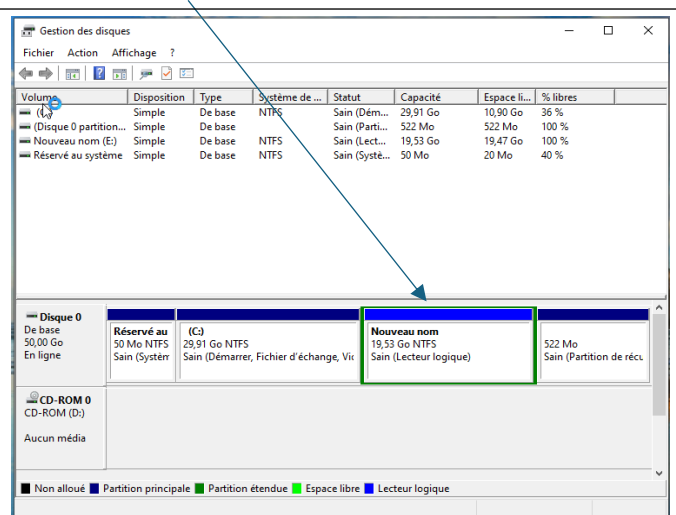 Gestion des disques
Fichier Action Affichage ?
Volume Disposition Type Système de ... Statut Capacité Espace li... % libres
Simple De base NTFS Sain (Dém... 29,91 Go 10,90 Go 36 %
(Disque 0 partition... Simple De base Sain (Parti... 522 Mo 522 Mo 100 %
Nouveau nom (E:) Simple De base NTFS Sain (Lect... 19,53 Go 19,47 Go 100 %
Réservé au système Simple De base NTFS Sain (Systè... 50 Mo 20 Mo 40 %
Disque 0
De base
50,00 Go
En ligne
Réservé au
50 Mo NTFS
Sain (Systèm
(C:)
29,91 Go NTFS
Sain (Démarrer, Fichier d'échange, Vic
Nouveau nom
19,53 Go NTFS
Sain (Lecteur logique)
522 Mo
Sain (Partition de récu
CD-ROM 0
CD-ROM (D:)
Aucun média
Non alloué Partition principale Partition étendue Espace libre Lecteur logique